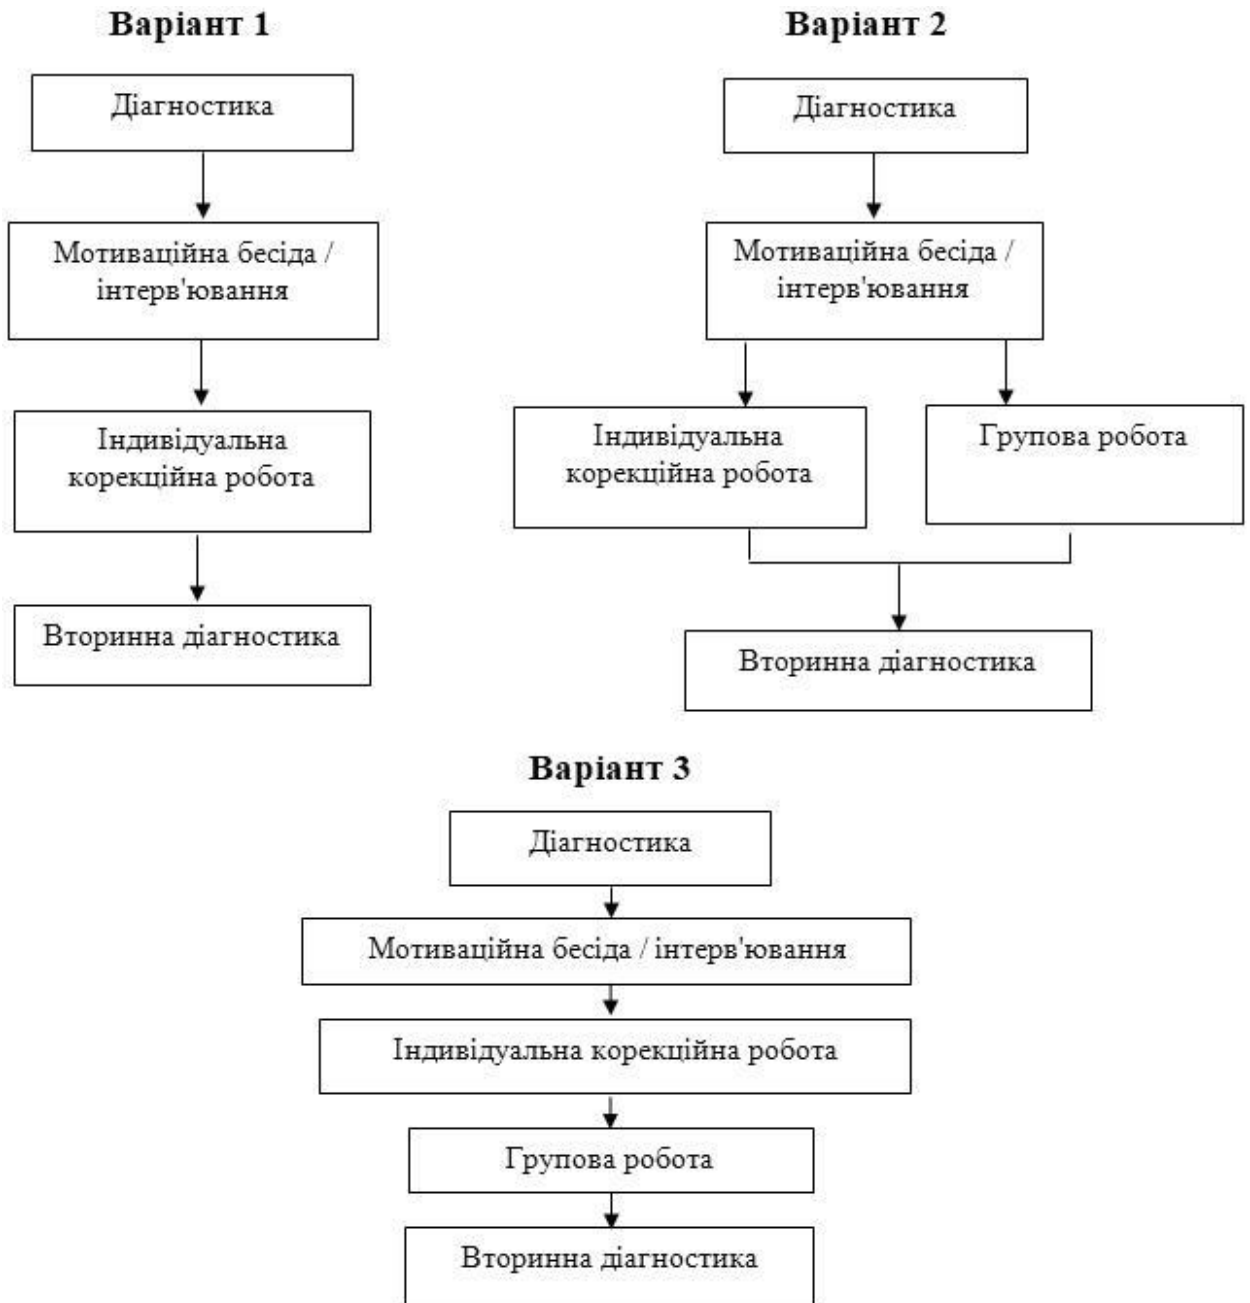 Варіант 1
Діагностика
Мотиваційна бесіда /
інтерв'ювання
Індивідуальна
корекційна робота
Вторинна діагностика
Варіант 2
Діагностика
Мотиваційна бесіда /
інтерв'ювання
Індивідуальна
корекційна робота
Групова робота
Вторинна діагностика
Варіант 3
Діагностика
Мотиваційна бесіда / інтерв'ювання
Індивідуальна корекційна робота
Групова робота
Вторинна діагностика